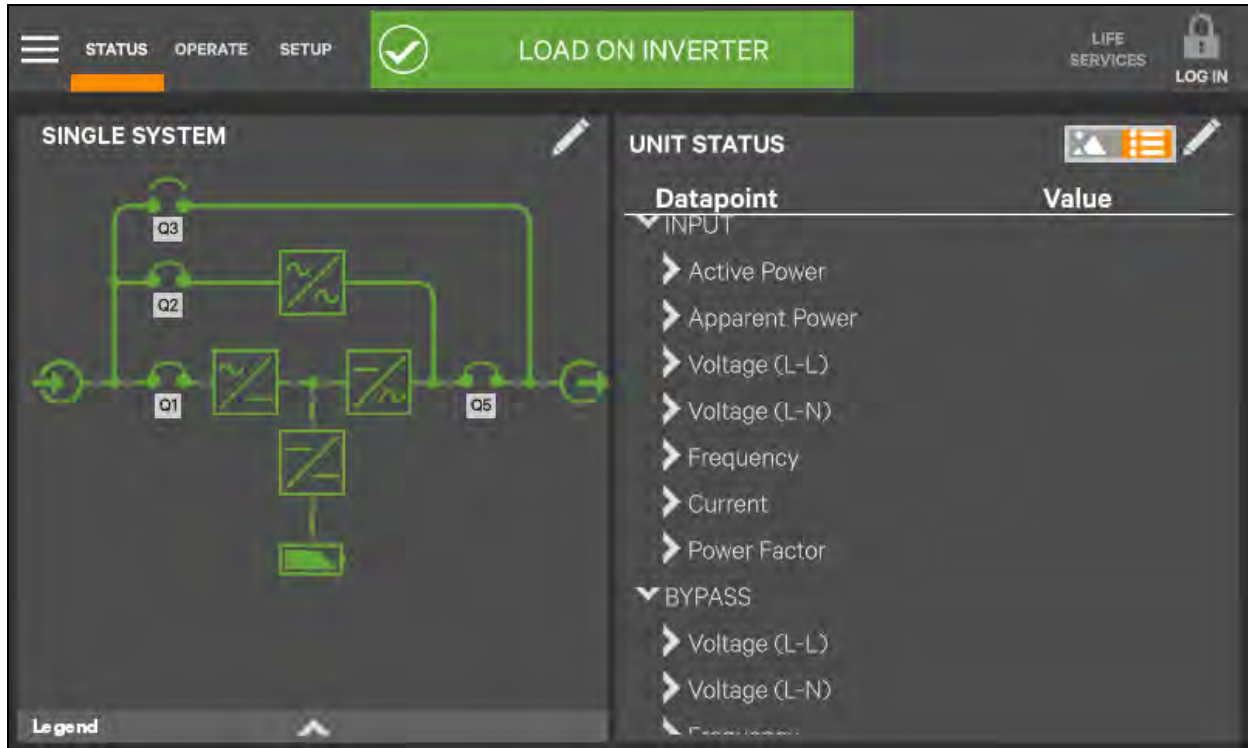 STATUS OPERATE SETUP
LOAD ON INVERTER
LIFE
SERVICES
LOG IN
SINGLE SYSTEM
Q3
Q2
Q1
Q5
Legend
UNIT STATUS
Datapoint Value
INPUT
Active Power
Apparent Power
Voltage (L-L)
Voltage (L-N)
Frequency
Current
Power Factor
BYPASS
Voltage (L-L)
Voltage (L-N)
Frequency